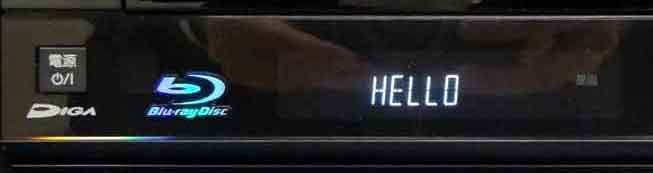 電源
⏻/I
DIGA
Blu-ray Disc
HELLO